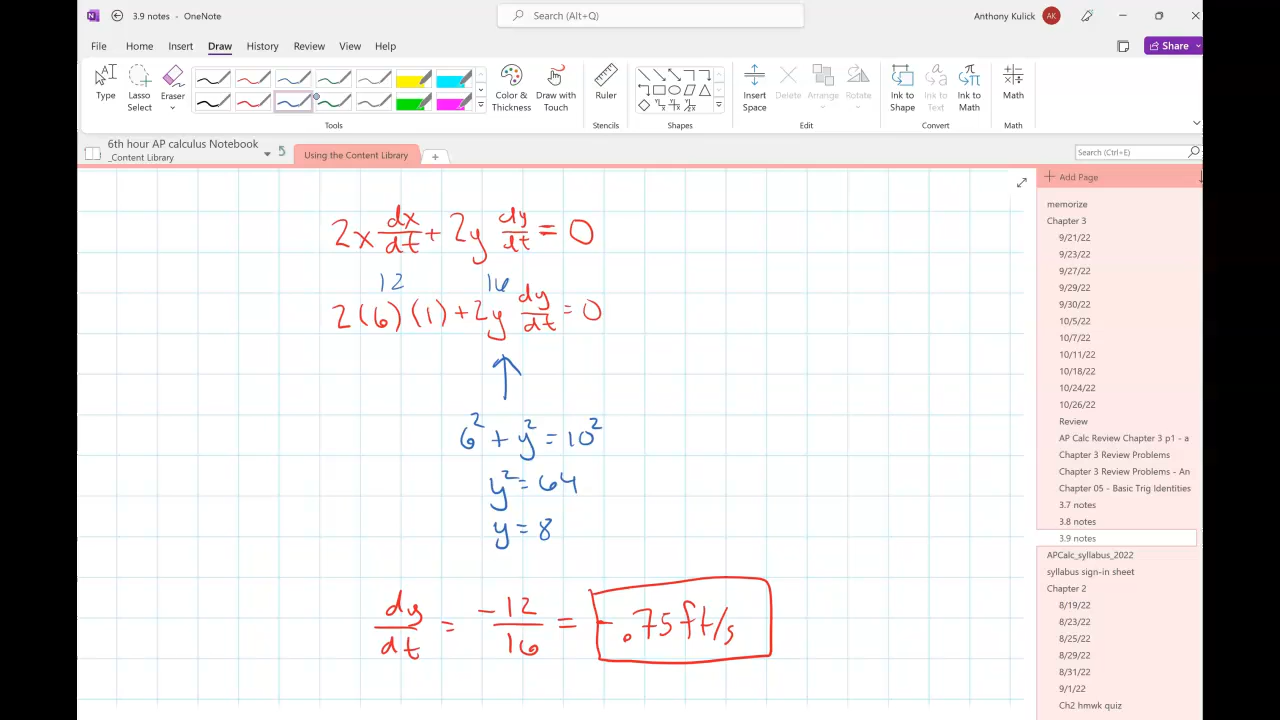 3.9 notes - OneNote
Search (Alt+Q)
Anthony Kulick
AK
File Home Insert Draw History Review View Help
Share
Type
Lasso Select
Eraser
Color & Thickness
Draw with Touch
Ruler
Insert Space
Delete
Arrange
Rotate
Ink to Shape
Ink to Text
Ink to Math
Math
Tools
Stencils
Shapes
Edit
Convert
Math
6th hour AP calculus Notebook
_Content Library
Using the Content Library
Search (Ctrl+E)
2x dx/dt + 2y dy/dt = 0
12 16
2(6)(1) + 2y dy/dt = 0
6² + y² = 10²
y² = 64
y = 8
dy/dt = -12/16 = -.75 ft/s
Add Page
memorize
Chapter 3
9/21/22
9/23/22
9/27/22
9/29/22
9/30/22
10/5/22
10/7/22
10/11/22
10/18/22
10/24/22
10/26/22
Review
AP Calc Review Chapter 3 p1 - a
Chapter 3 Review Problems
Chapter 3 Review Problems - An
Chapter 05 - Basic Trig Identities
3.7 notes
3.8 notes
3.9 notes
APCalc_syllabus_2022
syllabus sign-in sheet
Chapter 2
8/19/22
8/23/22
8/25/22
8/29/22
8/31/22
9/1/22
Ch2 hmwk quiz